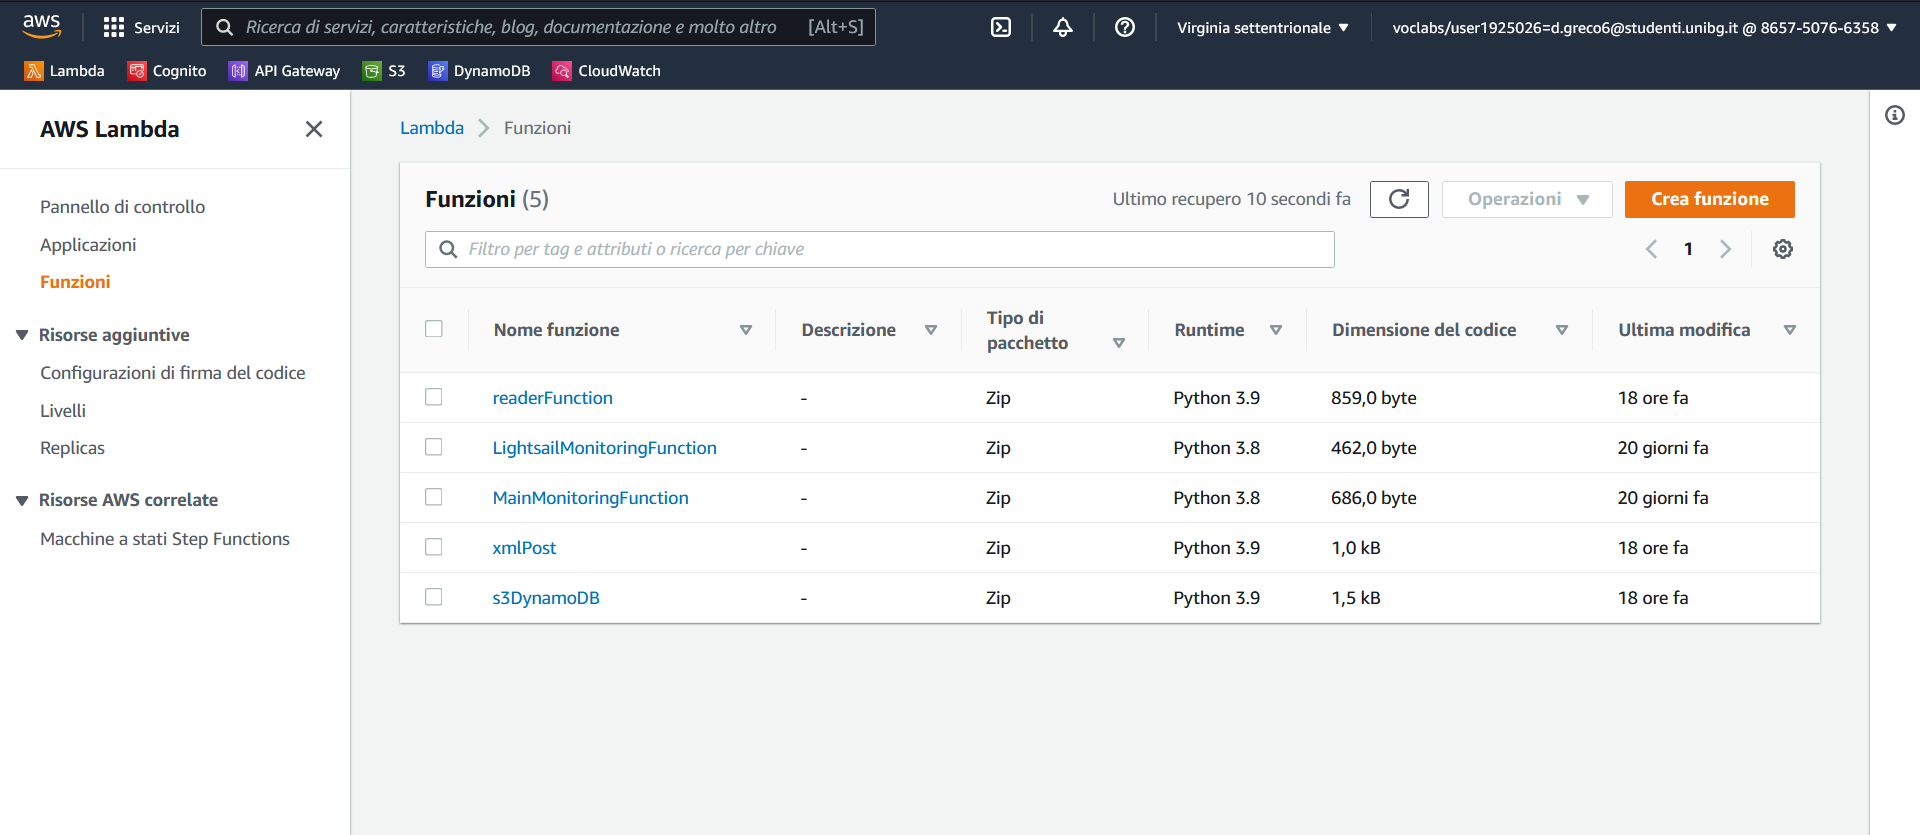 aws Servizi Ricerca di servizi, caratteristiche, blog, documentazione e molto altro [Alt+S] Virginia settentrionale voclabs/user1925026=d.greco6@studenti.unibg.it @ 8657-5076-6358
Lambda Cognito API Gateway S3 DynamoDB CloudWatch
AWS Lambda
Pannello di controllo
Applicazioni
Funzioni
Risorse aggiuntive
Configurazioni di firma del codice
Livelli
Replicas
Risorse AWS correlate
Macchine a stati Step Functions
Lambda Funzioni
Funzioni (5) Ultimo recupero 10 secondi fa Operazioni Crea funzione
Filtro per tag e attributi o ricerca per chiave 1
Nome funzione Descrizione Tipo di pacchetto Runtime Dimensione del codice Ultima modifica
readerFunction - Zip Python 3.9 859,0 byte 18 ore fa
LightsailMonitoringFunction - Zip Python 3.8 462,0 byte 20 giorni fa
MainMonitoringFunction - Zip Python 3.8 686,0 byte 20 giorni fa
xmlPost - Zip Python 3.9 1,0 kB 18 ore fa
s3DynamoDB - Zip Python 3.9 1,5 kB 18 ore fa